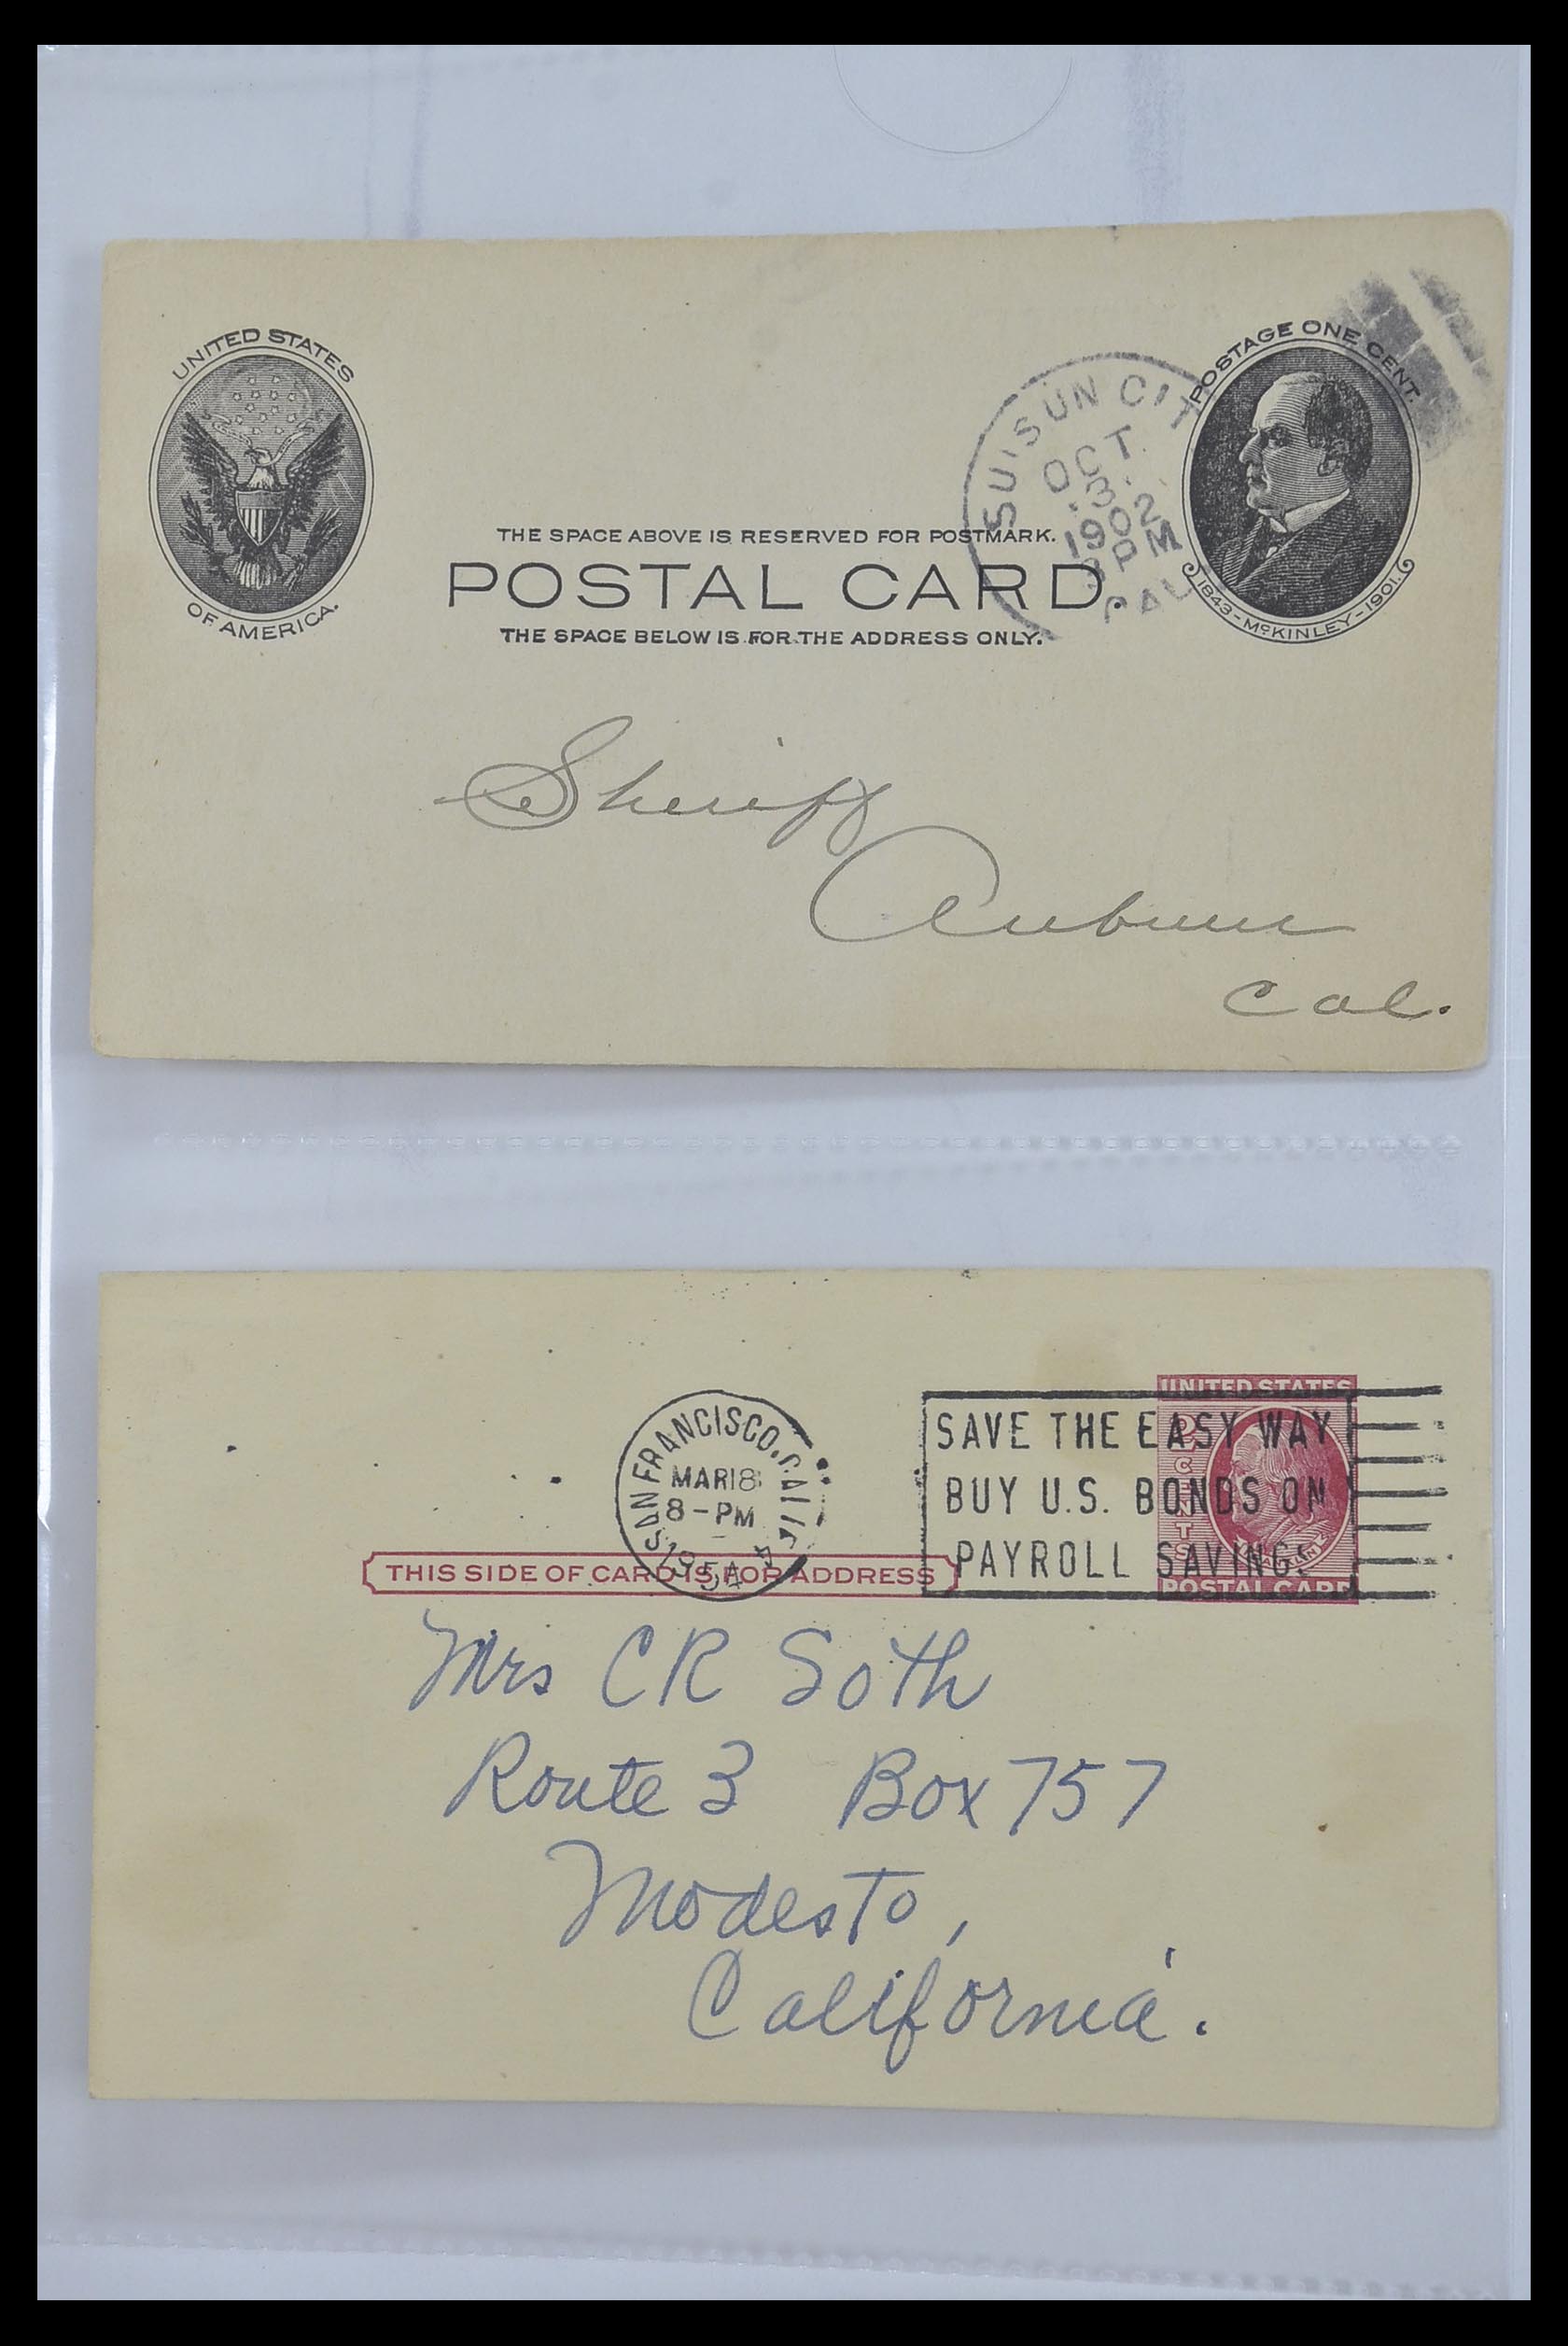 UNITED STATES
OF AMERICA.
SUISUN CIT
OCT
3
1902
PM
CAL
POSTAGE ONE CENT.
1843-McKINLEY-1901.
THE SPACE ABOVE IS RESERVED FOR POSTMARK.
POSTAL CARD.
THE SPACE BELOW IS FOR THE ADDRESS ONLY.
Sheriff
Auburn
Cal.
SAN FRANCISCO, CALIF
MAR 18
8-PM
1954
SAVE THE EASY WAY
BUY U.S. BONDS ON
PAYROLL SAVINGS
UNITED STATES
CENTS
POSTAL CARD
THIS SIDE OF CARD IS FOR ADDRESS
Mrs CR Soth
Route 3 Box 757
Modesto,
California.